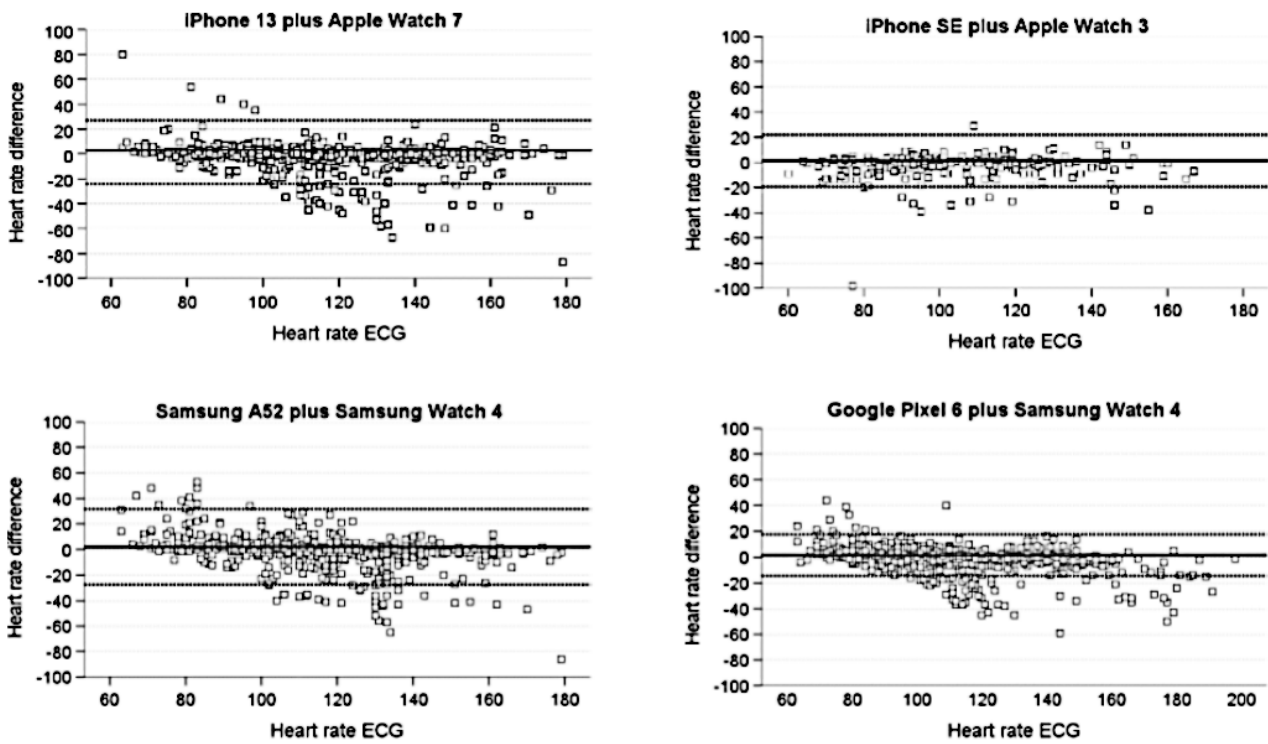 iPhone 13 plus Apple Watch 7
100
80
60
40
20
0
-20
-40
-60
-80
-100
Heart rate difference
60 80 100 120 140 160 180
Heart rate ECG
iPhone SE plus Apple Watch 3
100
80
60
40
20
0
-20
-40
-60
-80
-100
Heart rate difference
60 80 100 120 140 160 180
Heart rate ECG
Samsung A52 plus Samsung Watch 4
100
80
60
40
20
0
-20
-40
-60
-80
-100
Heart rate difference
60 80 100 120 140 160 180
Heart rate ECG
Google Pixel 6 plus Samsung Watch 4
100
80
60
40
20
0
-20
-40
-60
-80
-100
Heart rate difference
60 80 100 120 140 160 180 200
Heart rate ECG